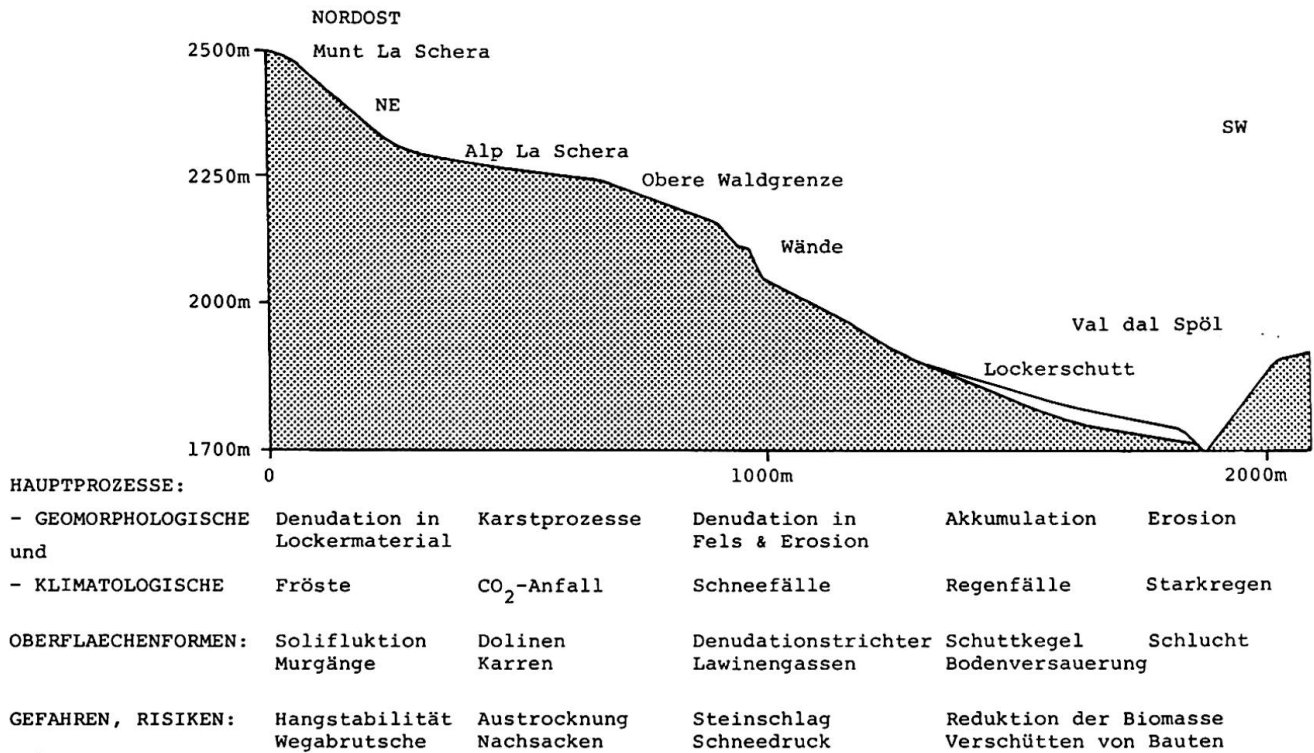 NORDOST
2500m Munt La Schera
NE
SW
Alp La Schera
2250m Obere Waldgrenze
Wände
2000m
Val dal Spöl
Lockerschutt
1700m
0 1000m 2000m
HAUPTPROZESSE:
- GEOMORPHOLOGISCHE Denudation in Karstprozesse Denudation in Akkumulation Erosion
Lockermaterial Fels & Erosion
und
- KLIMATOLOGISCHE Fröste CO2-Anfall Schneefälle Regenfälle Starkregen
OBERFLAECHENFORMEN: Solifluktion Dolinen Denudationstrichter Schuttkegel Schlucht
Murgänge Karren Lawinengassen Bodenversauerung
GEFAHREN, RISIKEN: Hangstabilität Austrocknung Steinschlag Reduktion der Biomasse
Wegabrutsche Nachsacken Schneedruck Verschütten von Bauten